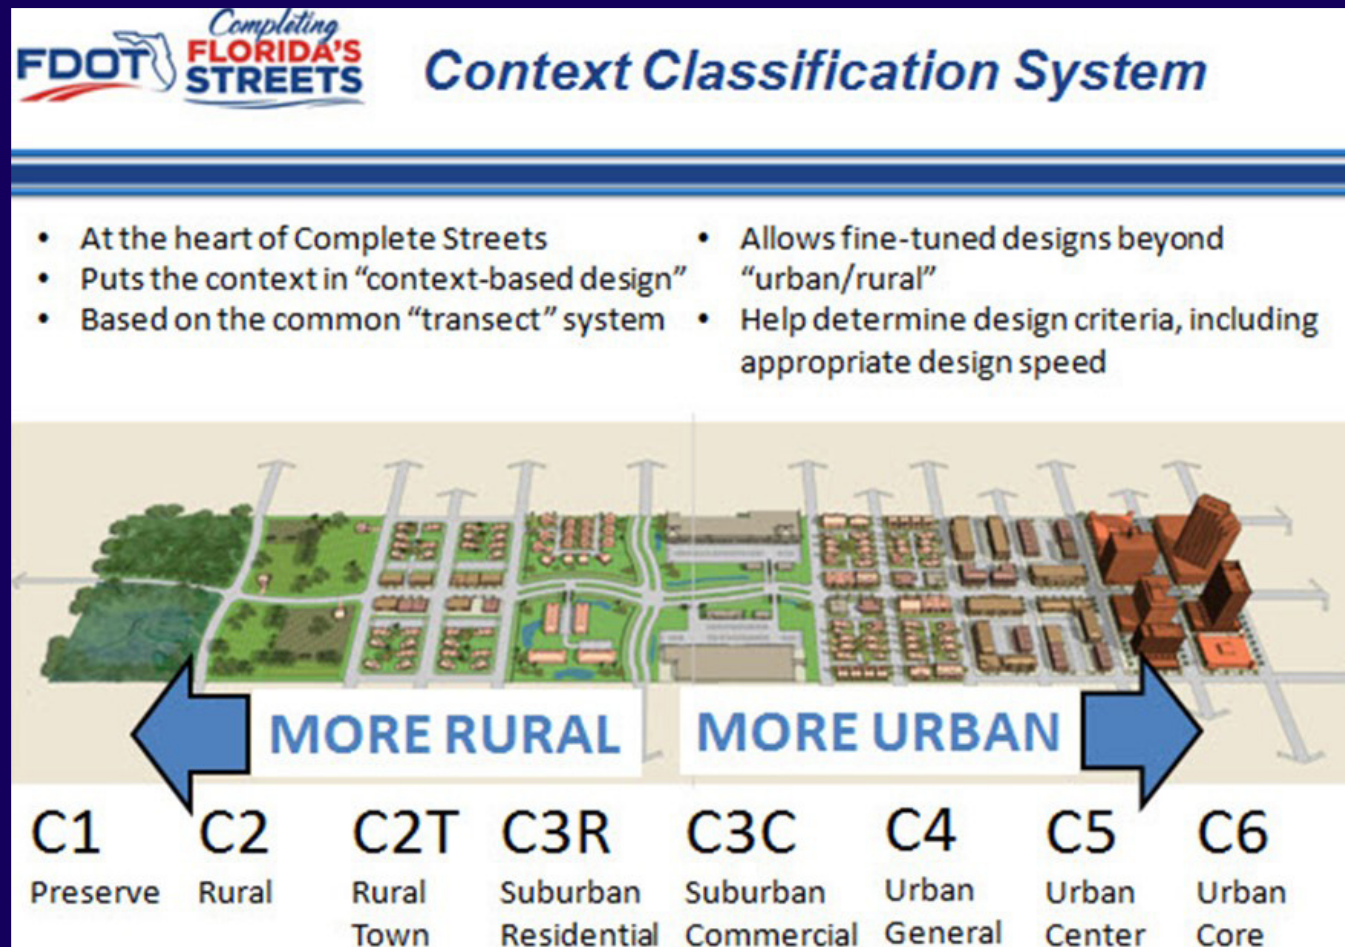 Completing
FDOT FLORIDA'S
STREETS
Context Classification System
• At the heart of Complete Streets
• Puts the context in “context-based design”
• Based on the common “transect” system
• Allows fine-tuned designs beyond
“urban/rural”
• Help determine design criteria, including
appropriate design speed
MORE RURAL
MORE URBAN
C1 C2 C2T C3R C3C C4 C5 C6
Preserve Rural Rural Suburban Suburban Urban Urban Urban
Town Residential Commercial General Center Core